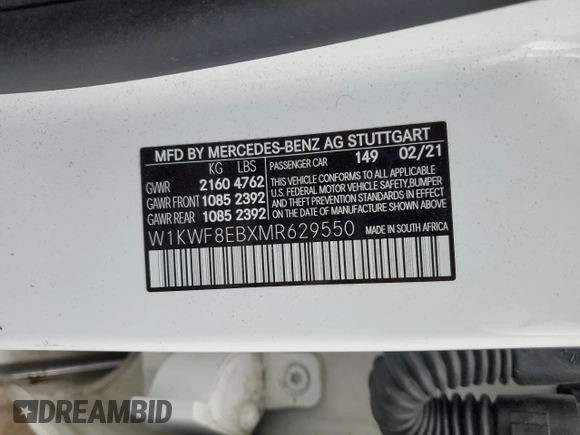 MFD BY MERCEDES-BENZ AG STUTTGART
KG LBS PASSENGER CAR 149 02/21
GVWR 2160 4762
GAWR FRONT 1085 2392
GAWR REAR 1085 2392
THIS VEHICLE CONFORMS TO ALL APPLICABLE
U.S. FEDERAL MOTOR VEHICLE SAFETY,BUMPER
AND THEFT PREVENTION STANDARDS IN EFFECT
ON THE DATE OF MANUFACTURE SHOWN ABOVE.
MADE IN SOUTH AFRICA
W1KWF8EBXMR629550
DREAMBID